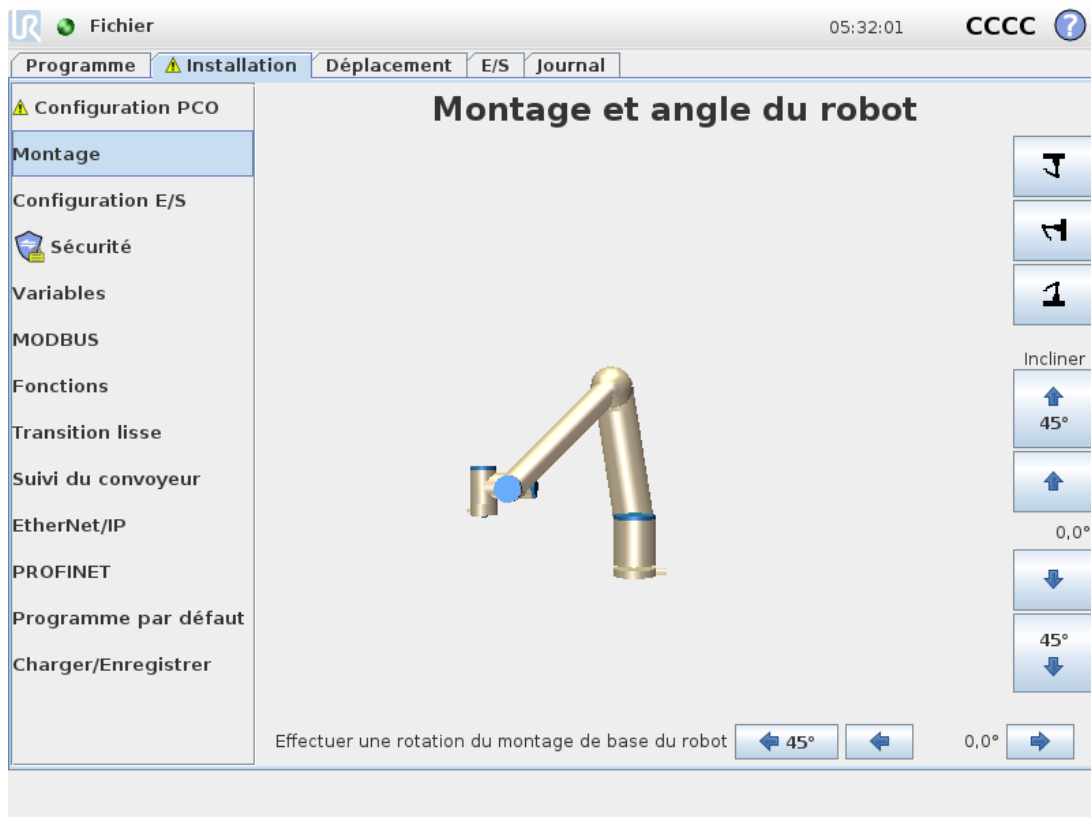 UR Fichier 05:32:01 CCCC ?
Programme Installation Déplacement E/S Journal
Configuration PCO
Montage
Configuration E/S
Sécurité
Variables
MODBUS
Fonctions
Transition lisse
Suivi du convoyeur
EtherNet/IP
PROFINET
Programme par défaut
Charger/Enregistrer
Montage et angle du robot
Incliner
45°
0,0°
45°
Effectuer une rotation du montage de base du robot 45° 0,0°